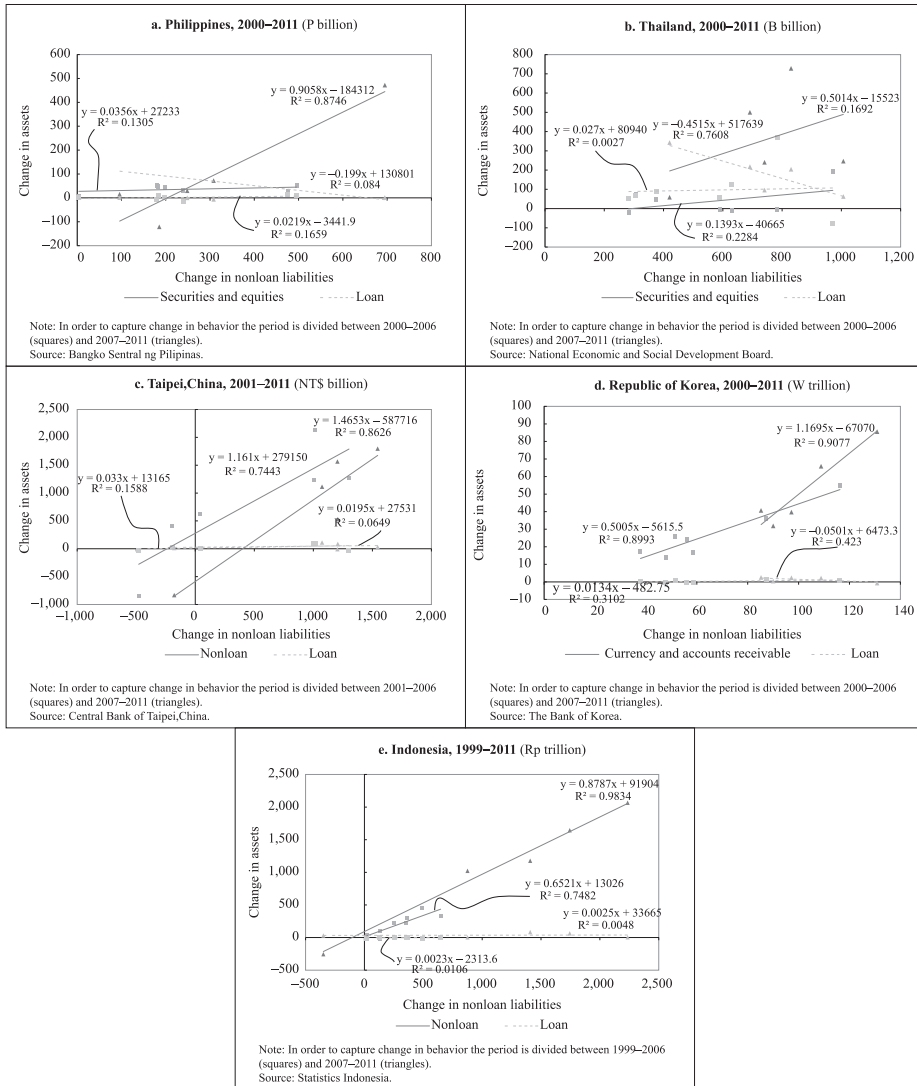 a. Philippines, 2000–2011 (P billion)
600
500
400
300
200
100
0
−100
−200
0
100
200
300
400
500
600
700
800
y = 0.0356x + 27233
R² = 0.1305
y = 0.9058x − 184312
R² = 0.8746
y = −0.199x + 130801
R² = 0.084
y = 0.0219x − 3441.9
R² = 0.1659
Change in assets
Change in nonloan liabilities
Securities and equities
Loan
Note: In order to capture change in behavior the period is divided between 2000–2006
(squares) and 2007–2011 (triangles).
Source: Bangko Sentral ng Pilipinas.
b. Thailand, 2000–2011 (B billion)
800
700
600
500
400
300
200
100
0
−100
−200
0
200
400
600
800
1,000
1,200
y = 0.027x + 80940
R² = 0.0027
y = −0.4515x + 517639
R² = 0.7608
y = 0.5014x − 15523
R² = 0.1692
y = 0.1393x − 40665
R² = 0.2284
Change in assets
Change in nonloan liabilities
Securities and equities
Loan
Note: In order to capture change in behavior the period is divided between 2000–2006
(squares) and 2007–2011 (triangles).
Source: National Economic and Social Development Board.
c. Taipei,China, 2001–2011 (NT$ billion)
2,500
2,000
1,500
1,000
500
0
−500
−1,000
−1,000
−500
0
500
1,000
1,500
2,000
y = 1.4653x − 587716
R² = 0.8626
y = 1.161x + 279150
R² = 0.7443
y = 0.033x + 13165
R² = 0.1588
y = 0.0195x + 27531
R² = 0.0649
Change in assets
Change in nonloan liabilities
Nonloan
Loan
Note: In order to capture change in behavior the period is divided between 2001–2006
(squares) and 2007–2011 (triangles).
Source: Central Bank of Taipei,China.
d. Republic of Korea, 2000–2011 (W trillion)
100
90
80
70
60
50
40
30
20
10
0
−10
0
20
40
60
80
100
120
140
y = 1.1695x − 67070
R² = 0.9077
y = 0.5005x − 5615.5
R² = 0.8993
y = −0.0501x + 6473.3
R² = 0.423
y = 0.0134x − 482.75
R² = 0.3102
Change in assets
Change in nonloan liabilities
Currency and accounts receivable
Loan
Note: In order to capture change in behavior the period is divided between 2000–2006
(squares) and 2007–2011 (triangles).
Source: The Bank of Korea.
e. Indonesia, 1999–2011 (Rp trillion)
2,500
2,000
1,500
1,000
500
0
−500
−500
0
500
1,000
1,500
2,000
2,500
y = 0.8787x + 91904
R² = 0.9834
y = 0.6521x + 13026
R² = 0.7482
y = 0.0025x + 33665
R² = 0.0048
y = 0.0023x − 2313.6
R² = 0.0106
Change in assets
Change in nonloan liabilities
Nonloan
Loan
Note: In order to capture change in behavior the period is divided between 1999–2006
(squares) and 2007–2011 (triangles).
Source: Statistics Indonesia.